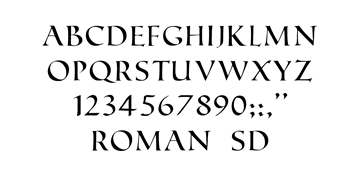 ABCDEFGHIJKLMN
OPQRSTUVWXYZ
1234567890;:,’’
ROMAN SD